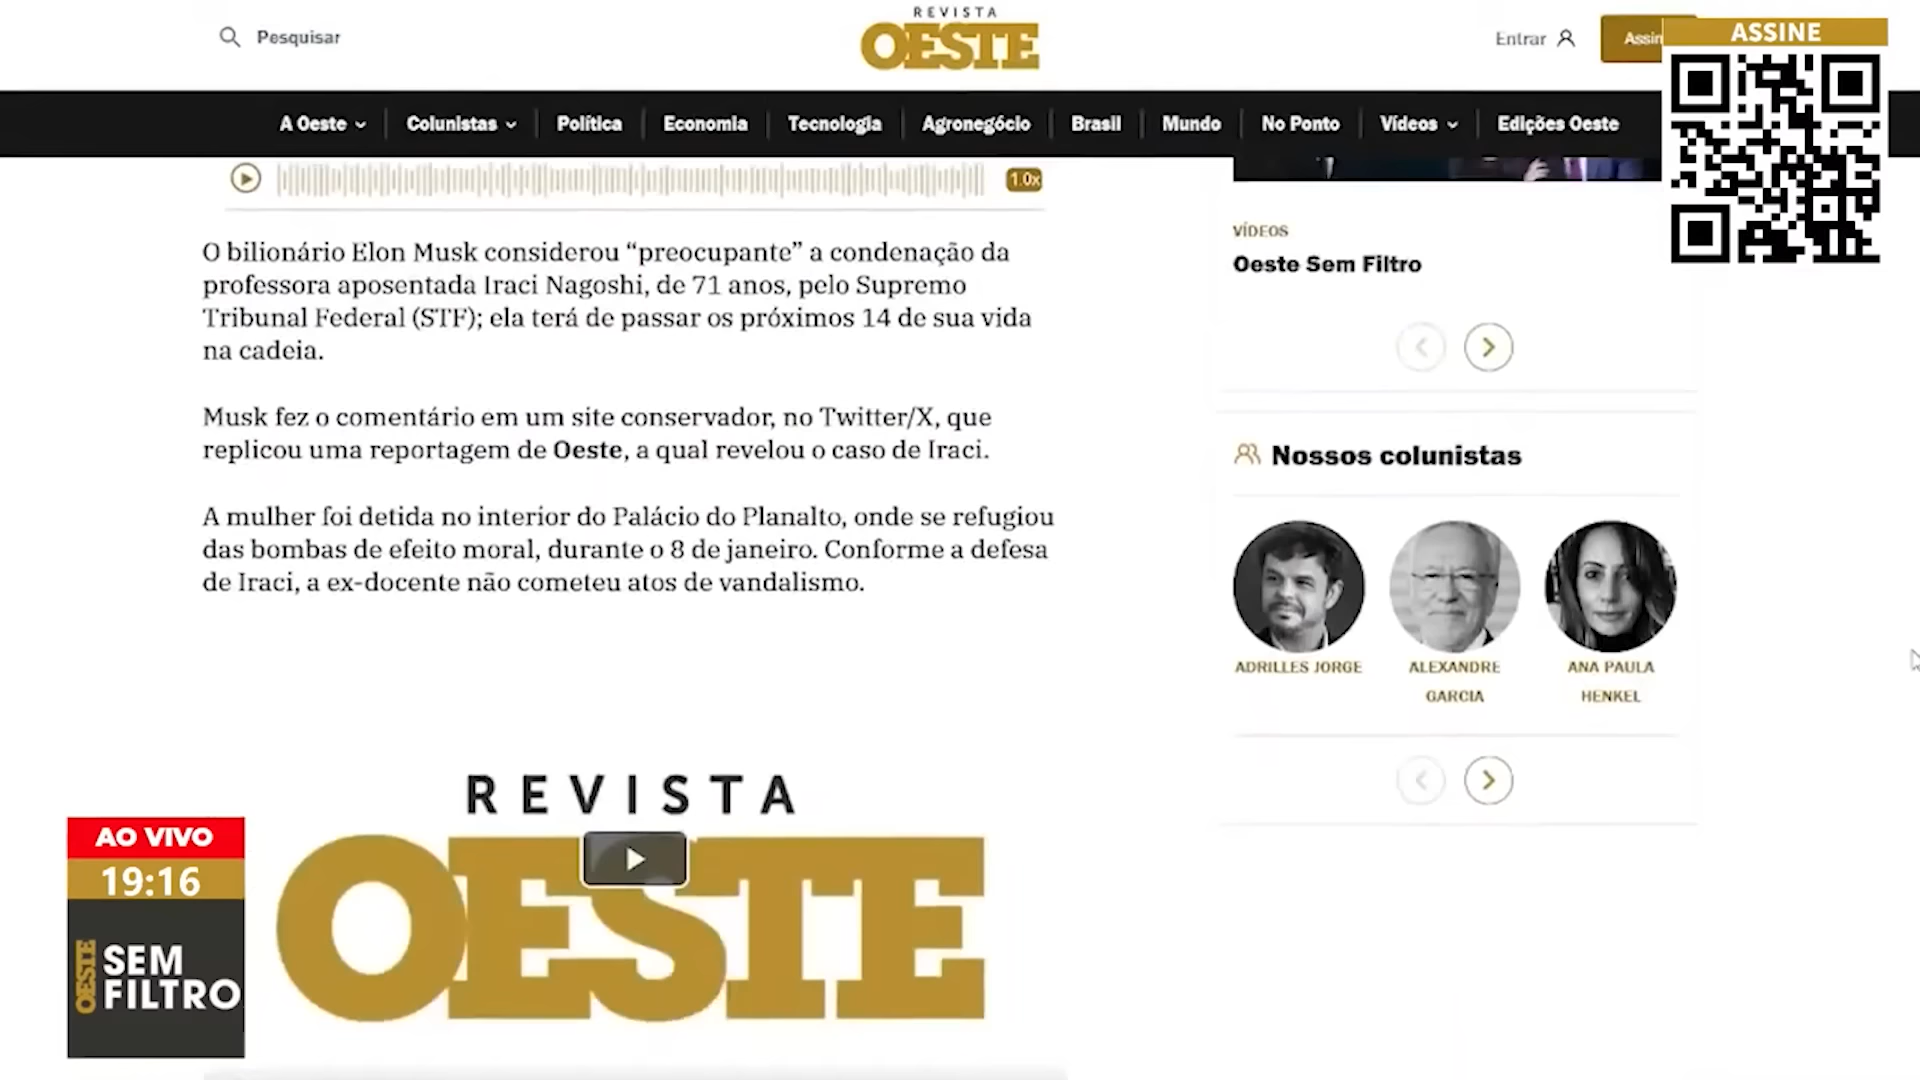 Pesquisar
REVISTA
OESTE
Entrar
Assin
ASSINE
A Oeste
Colunistas
Política
Economia
Tecnologia
Agronegócio
Brasil
Mundo
No Ponto
Vídeos
Edições Oeste
1.0x
O bilionário Elon Musk considerou “preocupante” a condenação da
professora aposentada Iraci Nagoshi, de 71 anos, pelo Supremo
Tribunal Federal (STF); ela terá de passar os próximos 14 de sua vida
na cadeia.
Musk fez o comentário em um site conservador, no Twitter/X, que
replicou uma reportagem de Oeste, a qual revelou o caso de Iraci.
A mulher foi detida no interior do Palácio do Planalto, onde se refugiou
das bombas de efeito moral, durante o 8 de janeiro. Conforme a defesa
de Iraci, a ex-docente não cometeu atos de vandalismo.
VÍDEOS
Oeste Sem Filtro
Nossos colunistas
ADRILLES JORGE
ALEXANDRE
GARCIA
ANA PAULA
HENKEL
REVISTA
OESTE
AO VIVO
19:16
OESTE
SEM
FILTRO